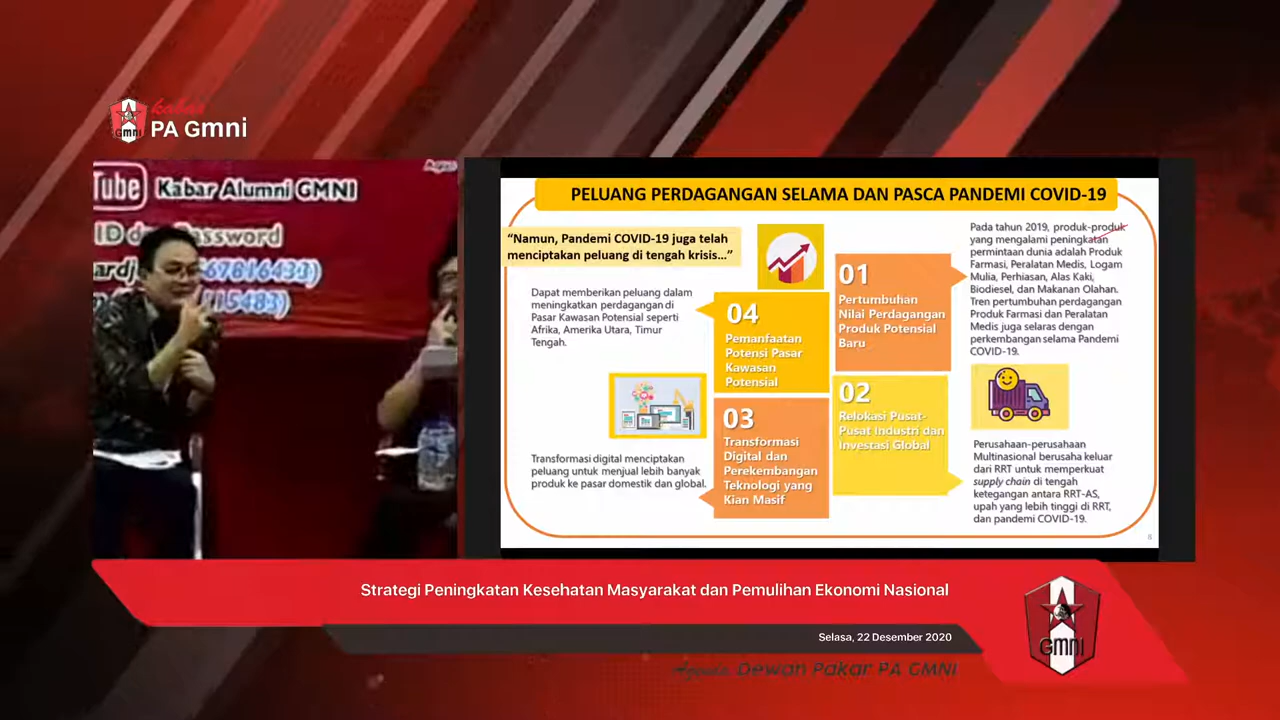 kabar
PA Gmni
GMNI
Tube Kabar Alumni GMNI
ID dan Password
67816433)
15483)
PELUANG PERDAGANGAN SELAMA DAN PASCA PANDEMI COVID-19
“Namun, Pandemi COVID-19 juga telah
menciptakan peluang di tengah krisis…”
01
Pertumbuhan
Nilai Perdagangan
Produk Potensial
Baru
Pada tahun 2019, produk-produk
yang mengalami peningkatan
permintaan dunia adalah Produk
Farmasi, Peralatan Medis, Logam
Mulia, Perhiasan, Alas Kaki,
Biodiesel, dan Makanan Olahan.
Tren pertumbuhan perdagangan
Produk Farmasi dan Peralatan
Medis juga selaras dengan
perkembangan selama Pandemi
COVID-19.
02
Relokasi Pusat-
Pusat Industri dan
Investasi Global
Perusahaan-perusahaan
Multinasional berusaha keluar
dari RRT untuk memperkuat
supply chain di tengah
ketegangan antara RRT-AS,
upah yang lebih tinggi di RRT,
dan pandemi COVID-19.
03
Transformasi
Digital dan
Perekembangan
Teknologi yang
Kian Masif
Transformasi digital menciptakan
peluang untuk menjual lebih banyak
produk ke pasar domestik dan global.
04
Pemanfaatan
Potensi Pasar
Kawasan
Potensial
Dapat memberikan peluang dalam
meningkatkan perdagangan di
Pasar Kawasan Potensial seperti
Afrika, Amerika Utara, Timur
Tengah.
8
Strategi Peningkatan Kesehatan Masyarakat dan Pemulihan Ekonomi Nasional
Selasa, 22 Desember 2020
Dewan Pakar PA GMNI
GMNI